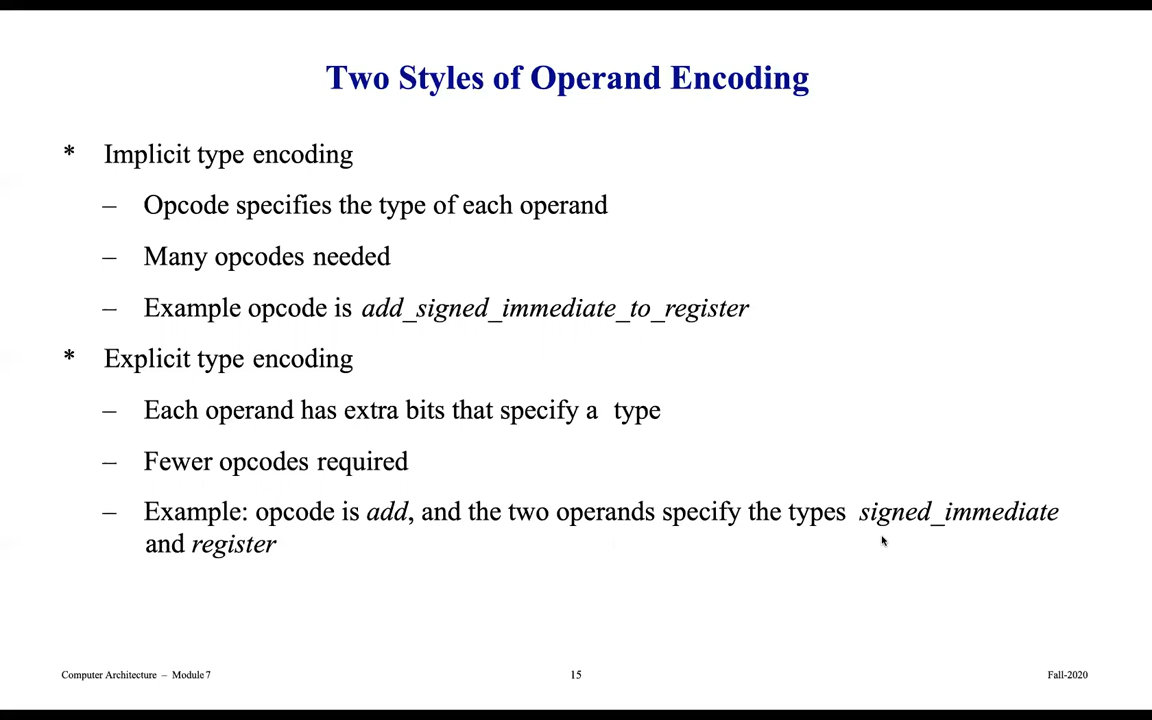 Two Styles of Operand Encoding
* Implicit type encoding
– Opcode specifies the type of each operand
– Many opcodes needed
– Example opcode is add_signed_immediate_to_register
* Explicit type encoding
– Each operand has extra bits that specify a type
– Fewer opcodes required
– Example: opcode is add, and the two operands specify the types signed_immediate
and register
Computer Architecture – Module 7 15 Fall-2020